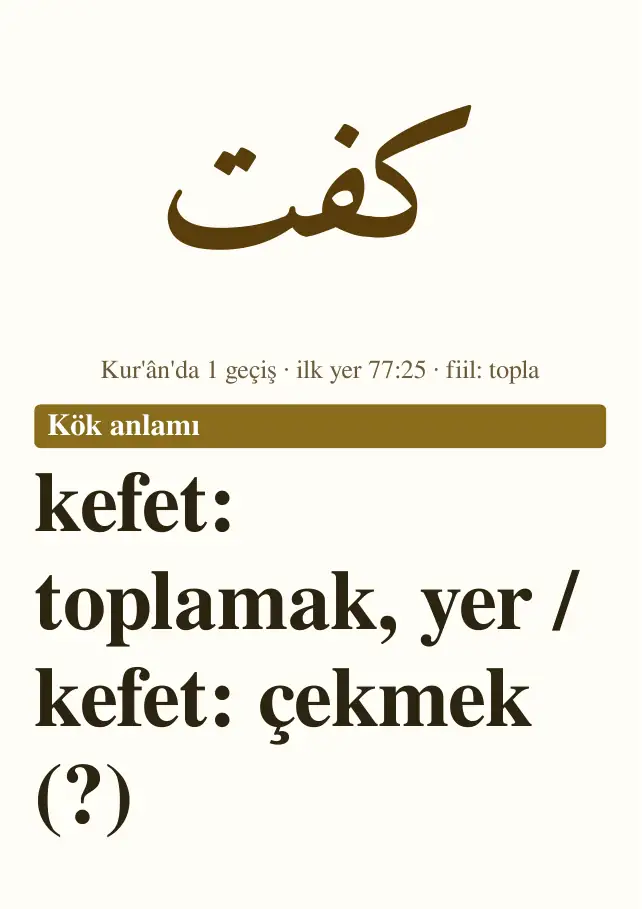 كفت
Kur'ân'da 1 geçiş · ilk yer 77:25 · fiil: topla
Kök anlamı
kefet:
toplamak, yer /
kefet: çekmek
(?)